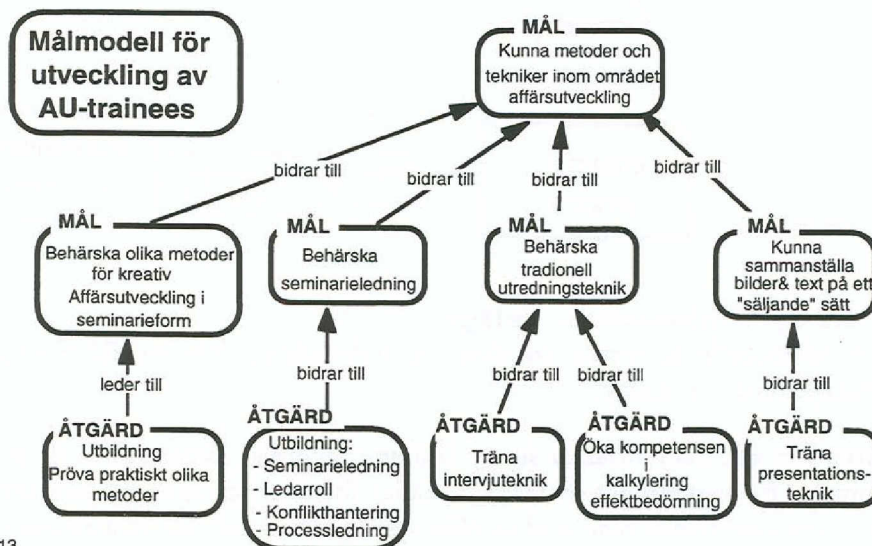 Målmodell för
utveckling av
AU-trainees
MÅL
Kunna metoder och
tekniker inom området
affärsutveckling
bidrar till
bidrar till
bidrar till
bidrar till
MÅL
Behärska olika metoder
för kreativ
Affärsutveckling i
seminarieform
MÅL
Behärska
seminarieledning
MÅL
Behärska
tradionell
utredningsteknik
MÅL
Kunna
sammanställa
bilder& text på ett
"säljande" sätt
leder till
bidrar till
bidrar till
bidrar till
bidrar till
ÅTGÄRD
Utbildning
Pröva praktiskt olika
metoder
ÅTGÄRD
Utbildning:
- Seminarieledning
- Ledarroll
- Konflikthantering
- Processledning
ÅTGÄRD
Träna
intervjuteknik
ÅTGÄRD
Öka kompetensen
i
kalkylering
effektbedömning
ÅTGÄRD
Träna
presentations-
teknik
13